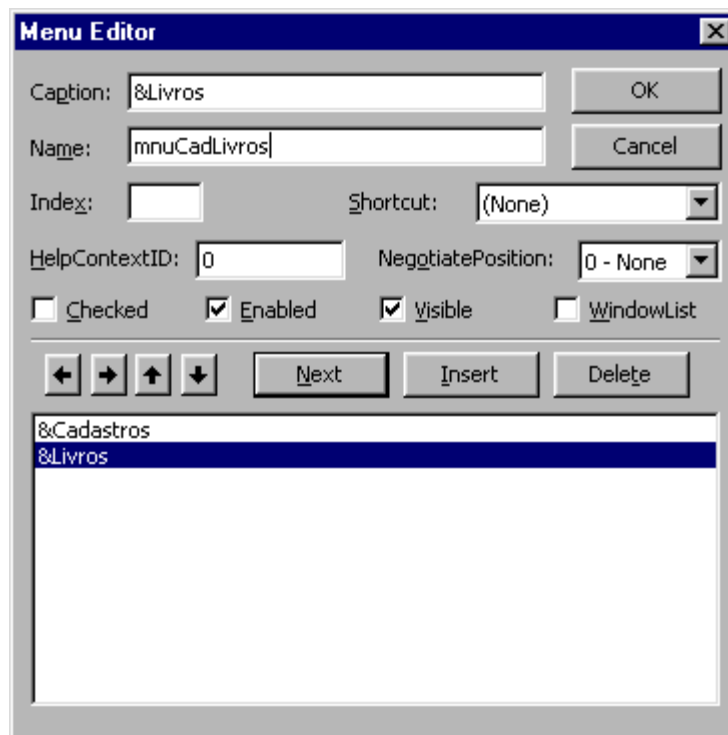 Menu Editor
Caption: &Livros OK
Name: mnuCadLivros Cancel
Index: Shortcut: (None)
HelpContextID: 0 NegotiatePosition: 0 - None
Checked Enabled Visible WindowList
Next Insert Delete
&Cadastros
&Livros